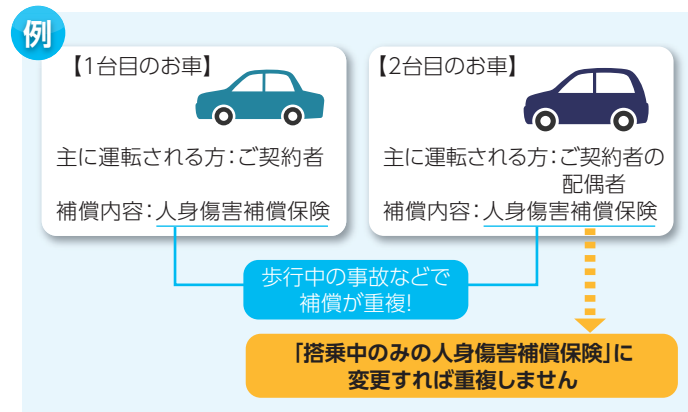 例
【1台目のお車】
主に運転される方：ご契約者
補償内容：人身傷害補償保険
【2台目のお車】
主に運転される方：ご契約者の
配偶者
補償内容：人身傷害補償保険
歩行中の事故などで
補償が重複!
「搭乗中のみの人身傷害補償保険」に
変更すれば重複しません